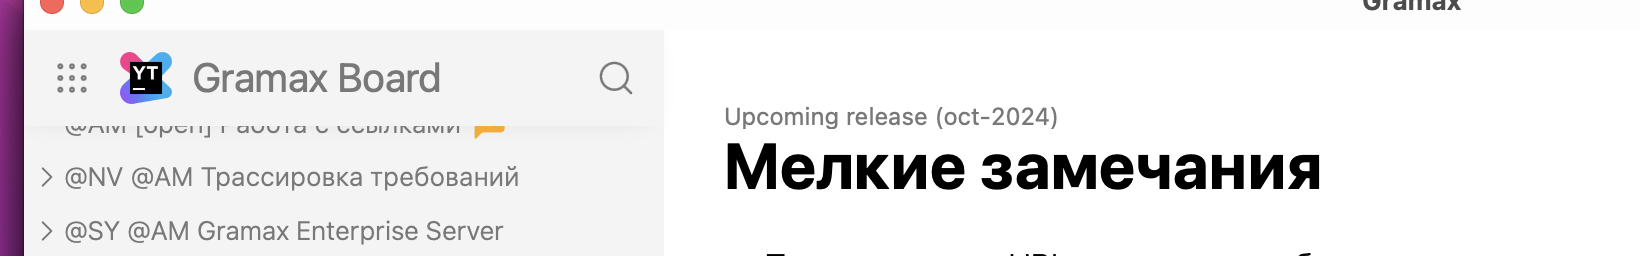 Gramax
YT
Gramax Board
@AM [open] Работа с ссылками
@NV @AM Трассировка требований
@SY @AM Gramax Enterprise Server
Upcoming release (oct-2024)
Мелкие замечания